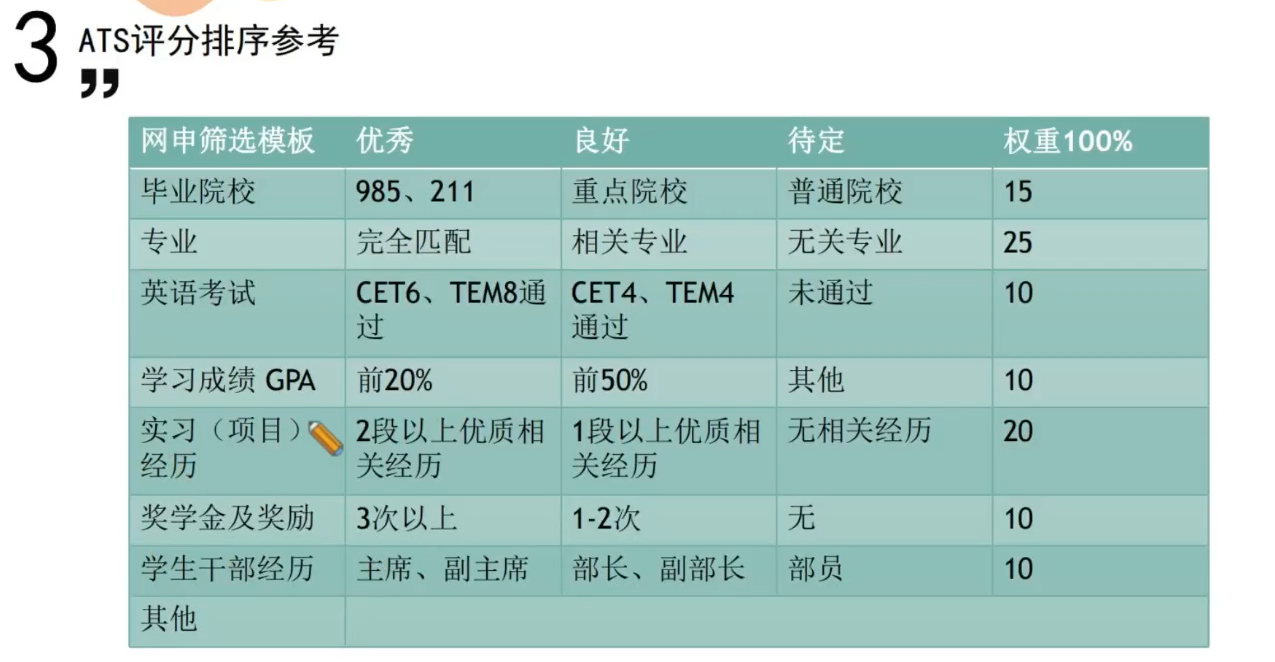 3
ATS评分排序参考
”
网申筛选模板 优秀 良好 待定 权重100%
毕业院校 985、211 重点院校 普通院校 15
专业 完全匹配 相关专业 无关专业 25
英语考试 CET6、TEM8通 CET4、TEM4 未通过 10
过 通过
学习成绩 GPA 前20% 前50% 其他 10
实习（项目） 2段以上优质相 1段以上优质相 无相关经历 20
经历 关经历 关经历
奖学金及奖励 3次以上 1-2次 无 10
学生干部经历 主席、副主席 部长、副部长 部员 10
其他